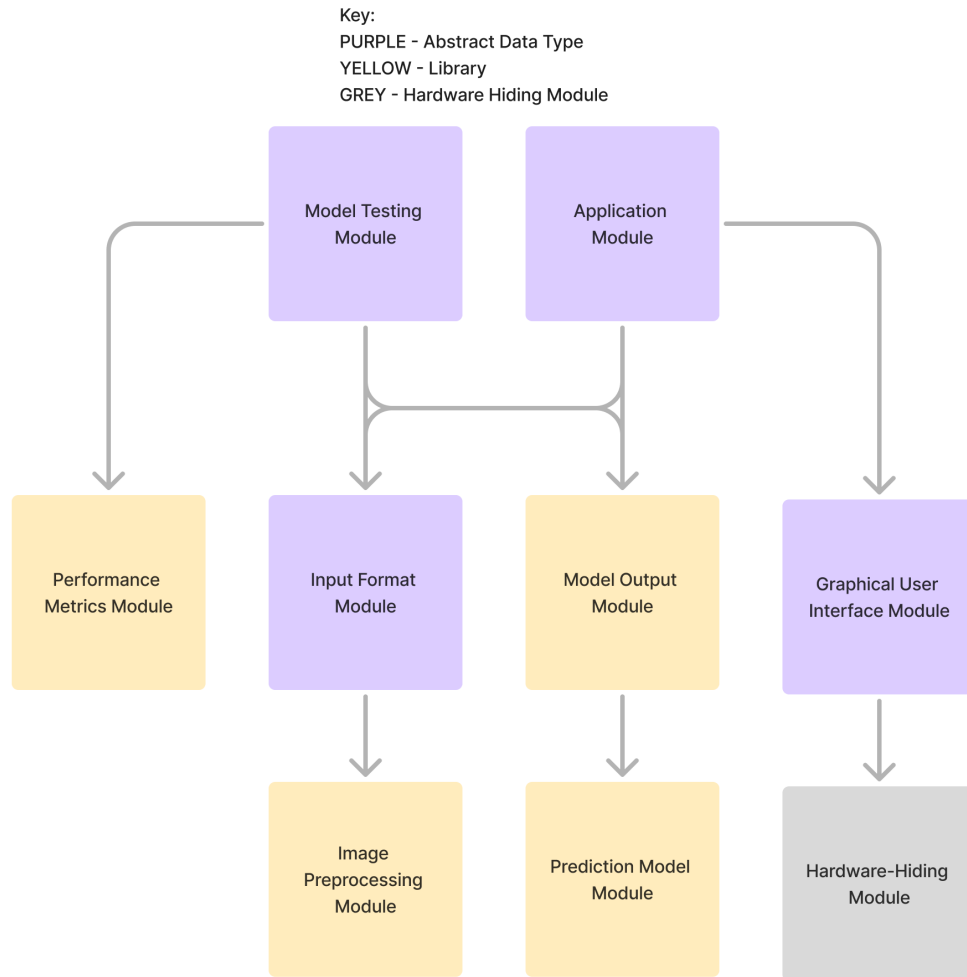 Key:
PURPLE - Abstract Data Type
YELLOW - Library
GREY - Hardware Hiding Module
Model Testing
Module
Application
Module
Performance
Metrics Module
Input Format
Module
Model Output
Module
Graphical User
Interface Module
Image
Preprocessing
Module
Prediction Model
Module
Hardware-Hiding
Module